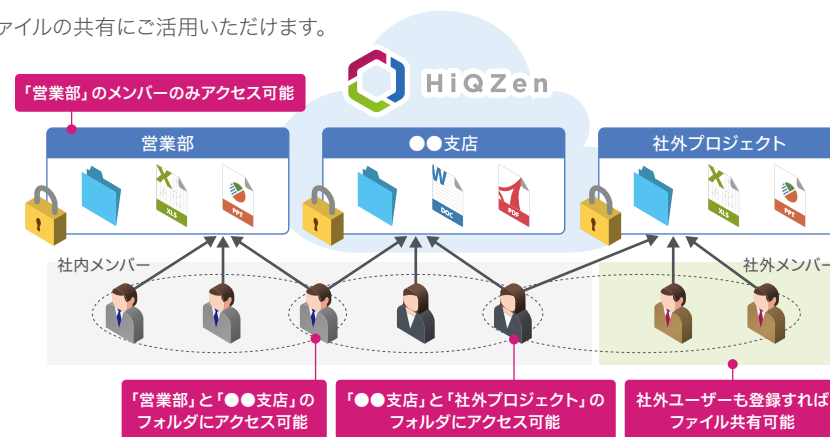 ファイルの共有にご活用いただけます。
HiQZen
「営業部」のメンバーのみアクセス可能
営業部
●●支店
社外プロジェクト
XLS
PPT
DOC
PDF
XLS
PPT
社内メンバー
社外メンバー
「営業部」と「●●支店」の
フォルダにアクセス可能
「●●支店」と「社外プロジェクト」の
フォルダにアクセス可能
社外ユーザーも登録すれば
ファイル共有可能